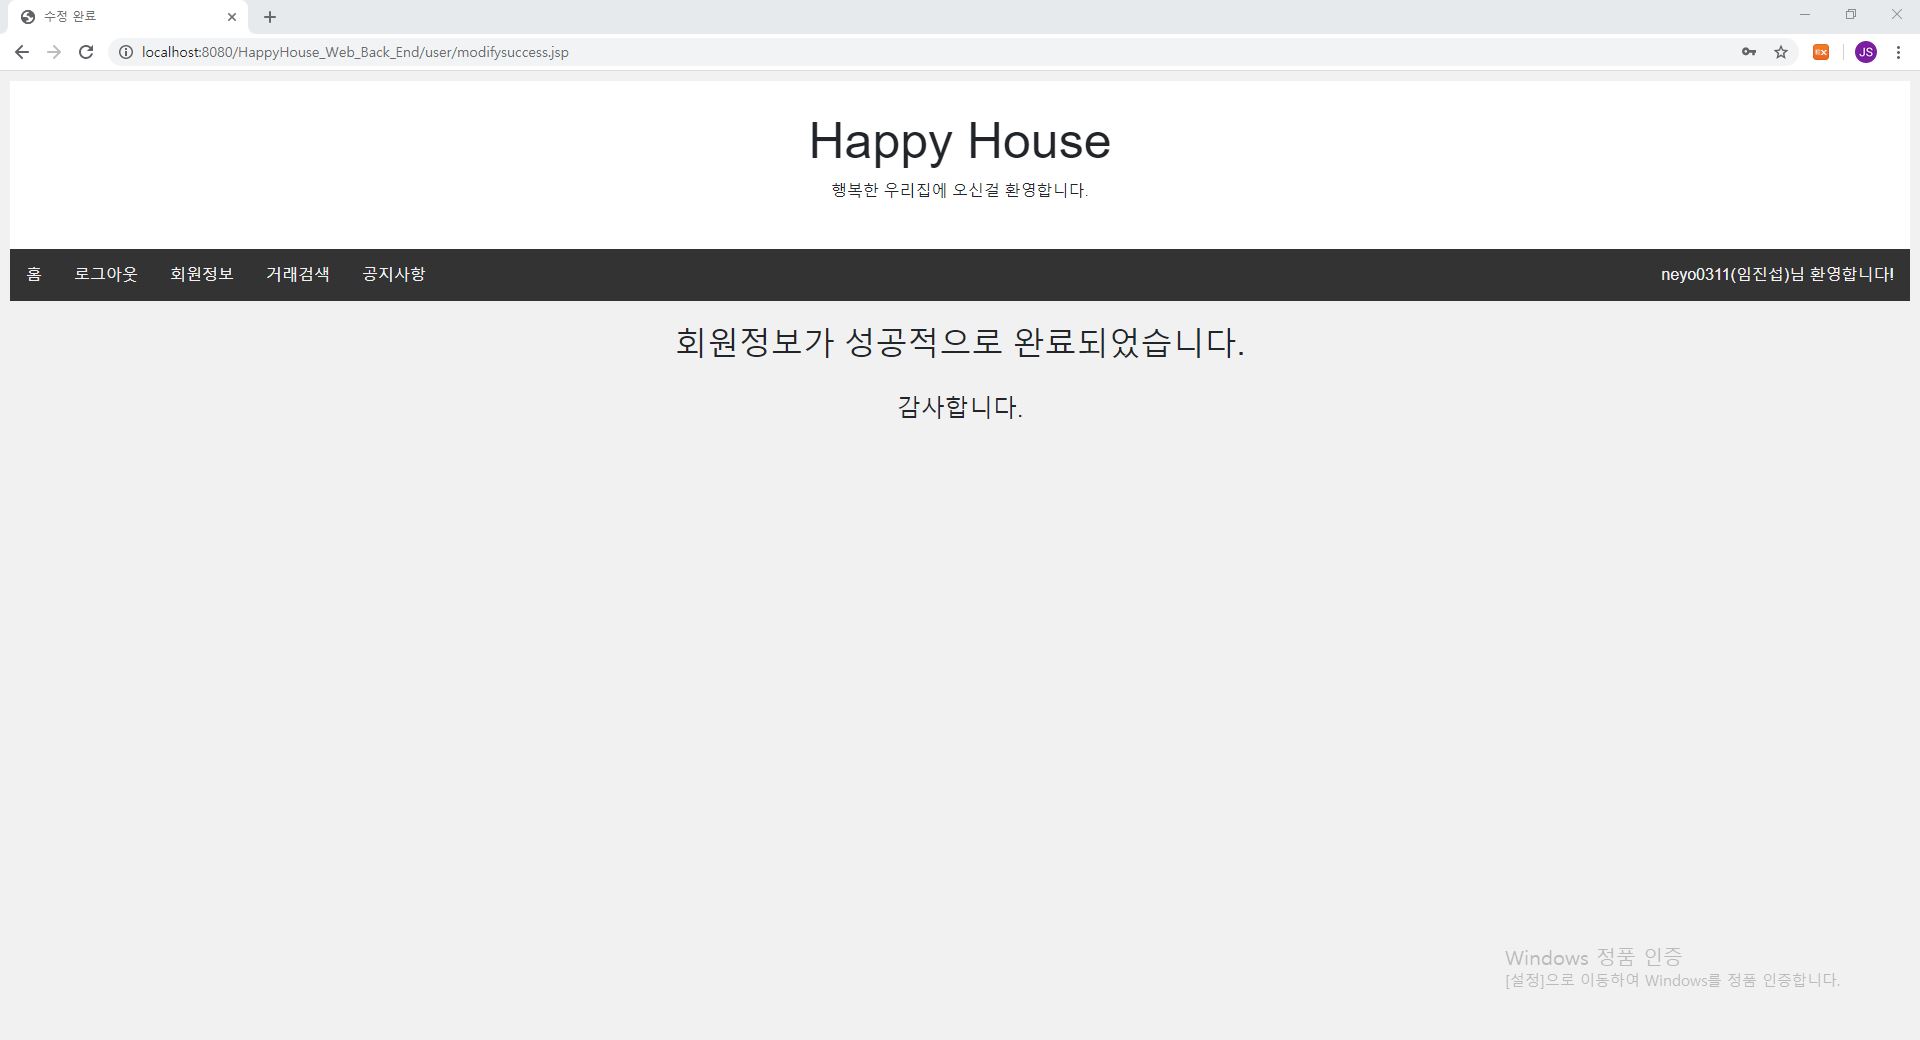 수정 완료
localhost:8080/HappyHouse_Web_Back_End/user/modifysuccess.jsp
JS
Happy House
행복한 우리집에 오신걸 환영합니다.
홈 로그아웃 회원정보 거래검색 공지사항 neyo0311(임진섭)님 환영합니다!
회원정보가 성공적으로 완료되었습니다.
감사합니다.
Windows 정품 인증
[설정]으로 이동하여 Windows를 정품 인증합니다.